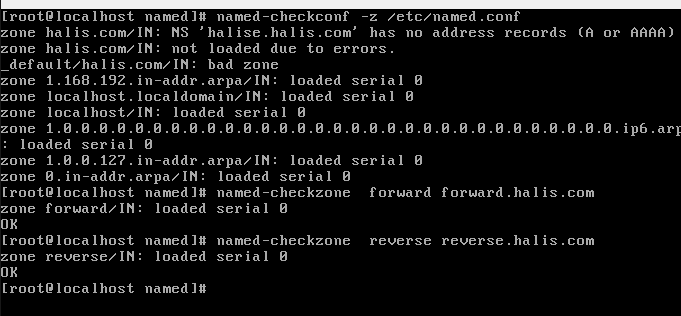 [root@localhost named]# named-checkconf -z /etc/named.conf
zone halis.com/IN: NS 'halise.halis.com' has no address records (A or AAAA)
zone halis.com/IN: not loaded due to errors.
_default/halis.com/IN: bad zone
zone 1.168.192.in-addr.arpa/IN: loaded serial 0
zone localhost.localdomain/IN: loaded serial 0
zone localhost/IN: loaded serial 0
zone 1.0.0.0.0.0.0.0.0.0.0.0.0.0.0.0.0.0.0.0.0.0.0.0.0.0.0.0.0.0.0.0.ip6.arp
: loaded serial 0
zone 1.0.0.127.in-addr.arpa/IN: loaded serial 0
zone 0.in-addr.arpa/IN: loaded serial 0
[root@localhost named]# named-checkzone  forward forward.halis.com
zone forward/IN: loaded serial 0
OK
[root@localhost named]# named-checkzone  reverse reverse.halis.com
zone reverse/IN: loaded serial 0
OK
[root@localhost named]#